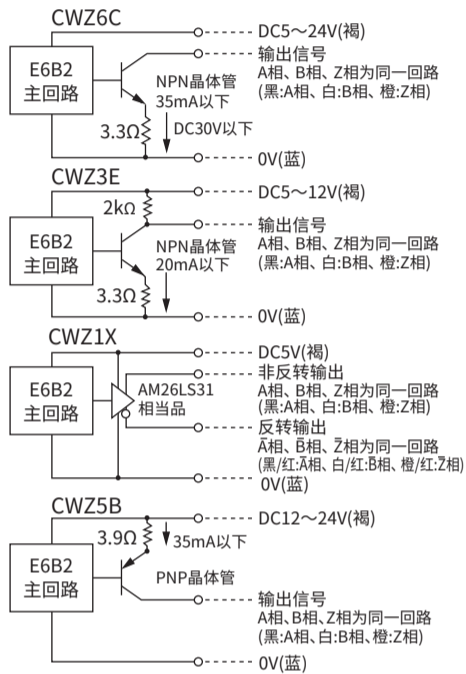 CWZ6C
DC5～24V(褐)
输出信号
A相、B相、Z相为同一回路
(黑:A相、白:B相、橙:Z相)
E6B2
主回路
NPN晶体管
35mA以下
3.3Ω
DC30V以下
0V(蓝)
CWZ3E
DC5～12V(褐)
2kΩ
输出信号
A相、B相、Z相为同一回路
(黑:A相、白:B相、橙:Z相)
E6B2
主回路
NPN晶体管
20mA以下
3.3Ω
0V(蓝)
CWZ1X
DC5V(褐)
非反转输出
A相、B相、Z相为同一回路
(黑:A相、白:B相、橙:Z相)
E6B2
主回路
AM26LS31
相当品
反转输出
A̅相、B̅相、Z̅相为同一回路
(黑/红:A̅相、白/红:B̅相、橙/红:Z̅相)
0V(蓝)
CWZ5B
DC12～24V(褐)
3.9Ω
35mA以下
E6B2
主回路
PNP晶体管
输出信号
A相、B相、Z相为同一回路
(黑:A相、白:B相、橙:Z相)
0V(蓝)